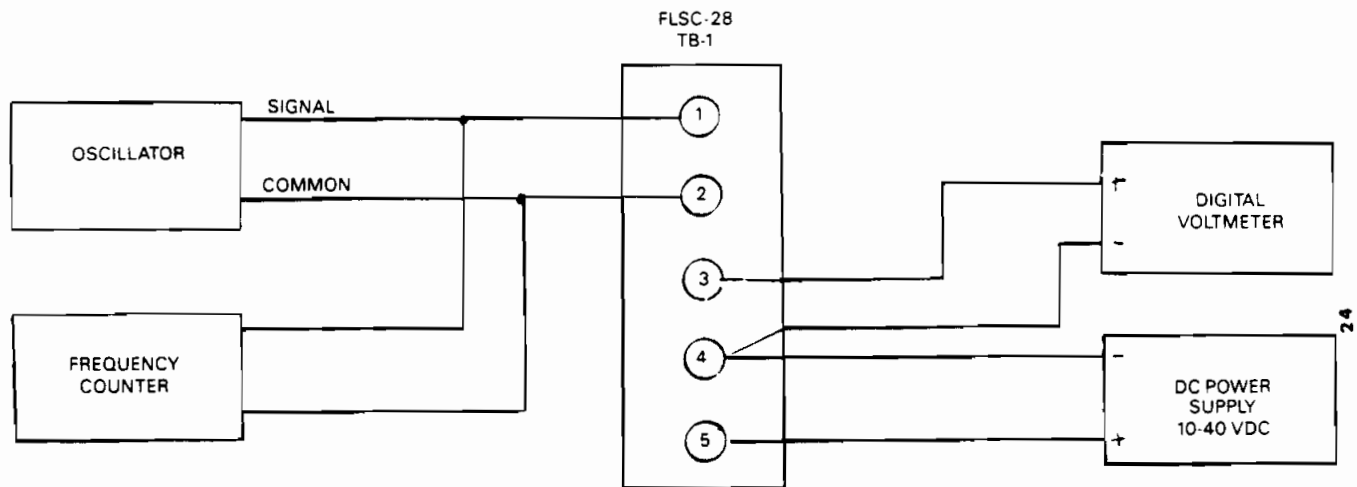 FLSC-28
TB-1
SIGNAL
OSCILLATOR
COMMON
FREQUENCY
COUNTER
1
2
3
4
5
+
DIGITAL
VOLTMETER
-
-
DC POWER
SUPPLY
10-40 VDC
+
24